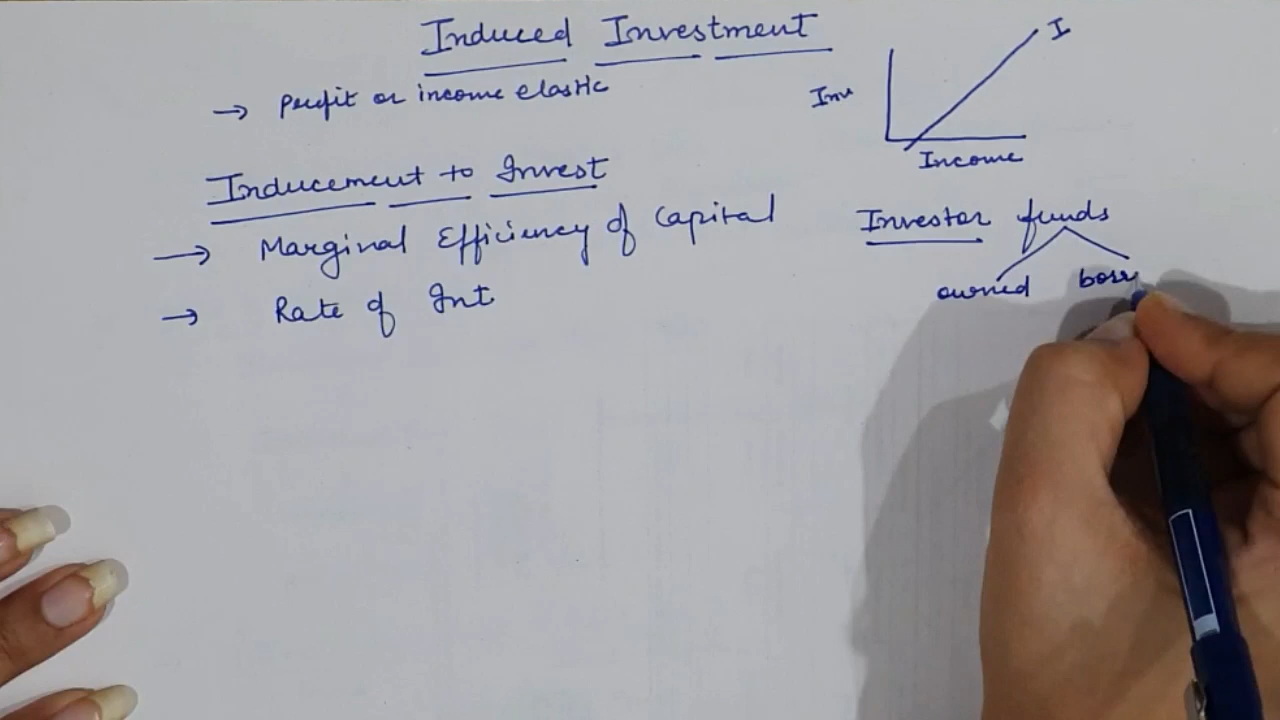 Induced Investment
→ Profit or income elastic
Inv
I
Income
Inducement to Invest
→ Marginal Efficiency of Capital
→ Rate of Int
Investor funds
owned borr